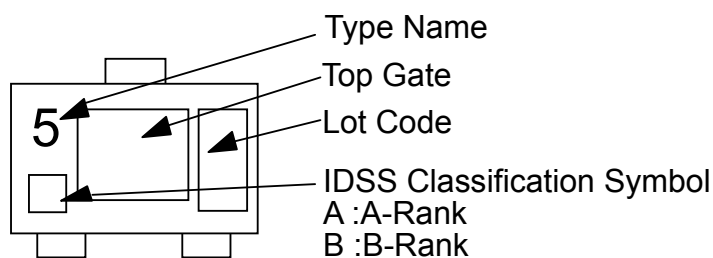 Type Name
Top Gate
5
Lot Code
IDSS Classification Symbol
A :A-Rank
B :B-Rank